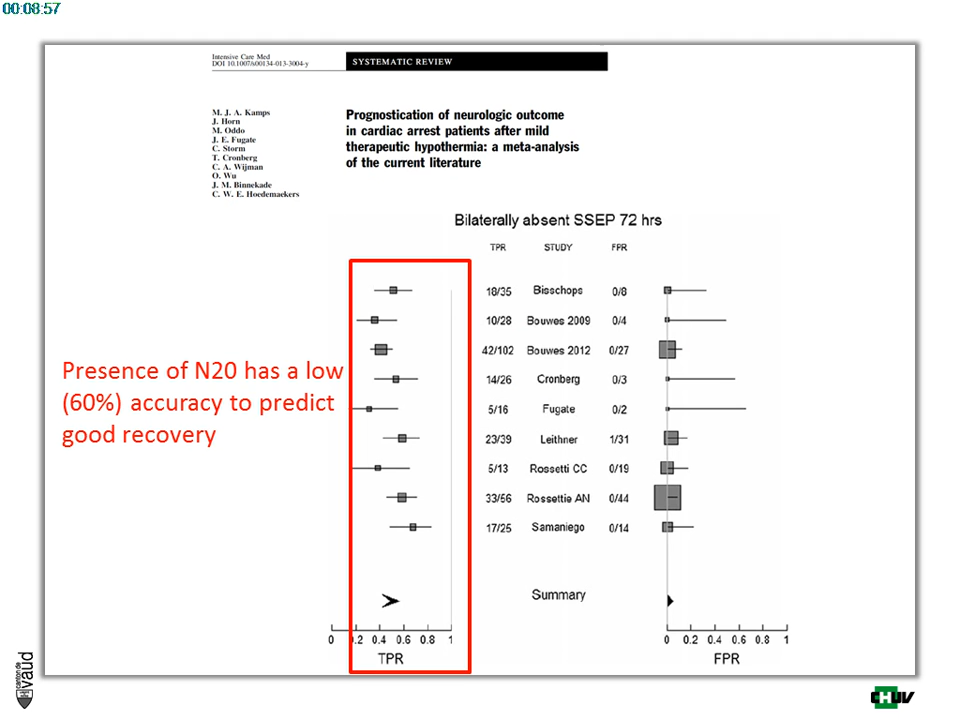 00:08:57
Intensive Care Med
DOI 10.1007/s00134-013-3004-y
SYSTEMATIC REVIEW
M. J. A. Kamps
J. Horn
M. Oddo
J. E. Fugate
C. Storm
T. Cronberg
C. A. Wijman
O. Wu
J. M. Binnekade
C. W. E. Hoedemaekers
Prognostication of neurologic outcome
in cardiac arrest patients after mild
therapeutic hypothermia: a meta-analysis
of the current literature
Bilaterally absent SSEP 72 hrs
TPR STUDY FPR
18/35 Bisschops 0/8
10/28 Bouwes 2009 0/4
42/102 Bouwes 2012 0/27
14/26 Cronberg 0/3
5/16 Fugate 0/2
23/39 Leithner 1/31
5/13 Rossetti CC 0/19
33/56 Rossettie AN 0/44
17/25 Samaniego 0/14
Summary
Presence of N20 has a low
(60%) accuracy to predict
good recovery
0 0.2 0.4 0.6 0.8 1
TPR
0 0.2 0.4 0.6 0.8 1
FPR
canton de
vaud
CHUV